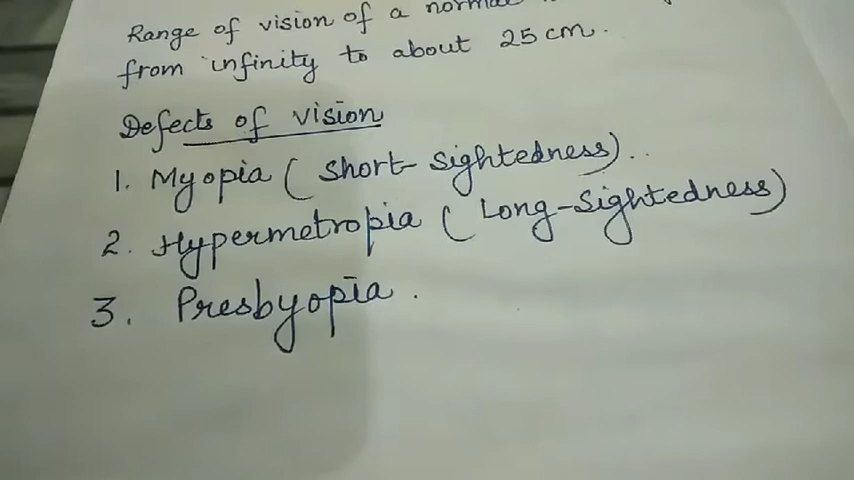 Range of vision of a normal
from infinity to about 25 cm.
Defects of vision
1. Myopia ( Short-sightedness)..
2. Hypermetropia ( Long-sightedness)
3. Presbyopia.